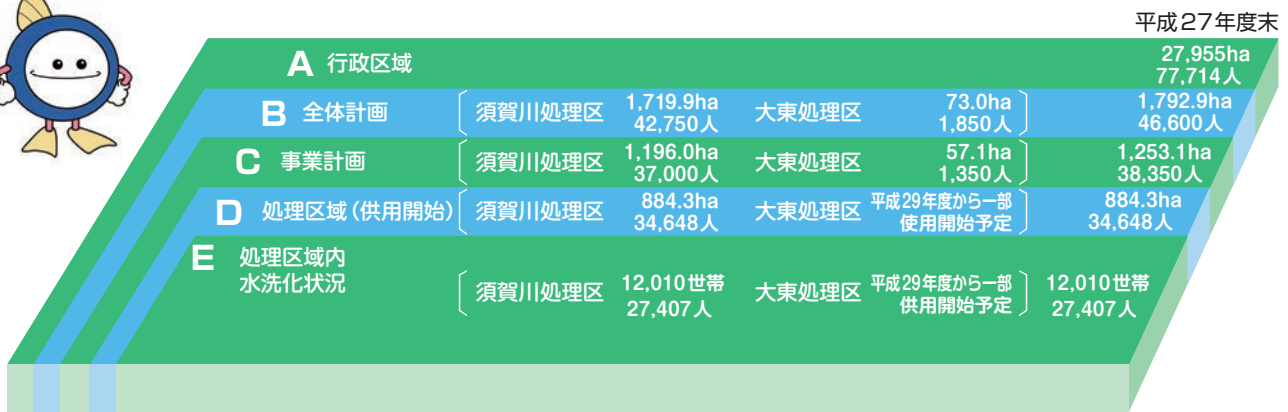 平成27年度末
A 行政区域 27,955ha
77,714人
B 全体計画 須賀川処理区 1,719.9ha 大東処理区 73.0ha 1,792.9ha
42,750人 1,850人 46,600人
C 事業計画 須賀川処理区 1,196.0ha 大東処理区 57.1ha 1,253.1ha
37,000人 1,350人 38,350人
D 処理区域(供用開始) 須賀川処理区 884.3ha 大東処理区 平成29年度から一部 884.3ha
34,648人 使用開始予定 34,648人
E 処理区域内
水洗化状況
須賀川処理区 12,010世帯 大東処理区 平成29年度から一部 12,010世帯
27,407人 供用開始予定 27,407人